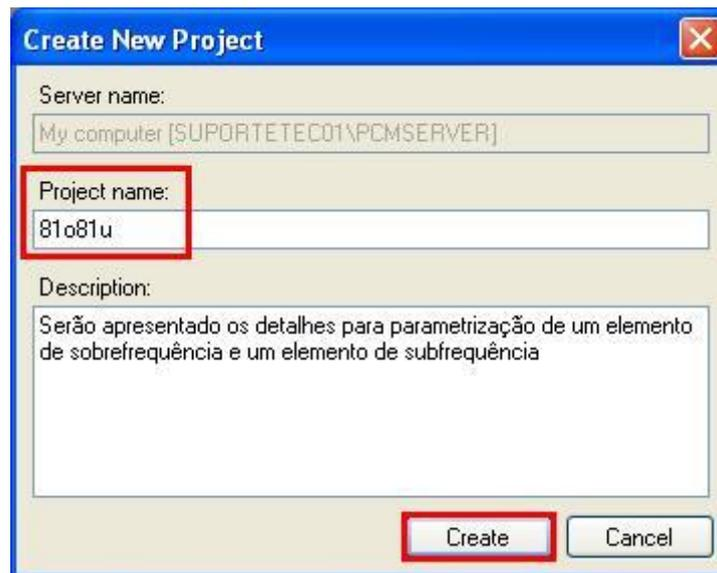 Create New Project
Server name:
My computer [SUPORTETEC01\PCMSERVER]
Project name:
81o81u
Description:
Serão apresentado os detalhes para parametrização de um elemento
de sobrefrequência e um elemento de subfrequência
Create
Cancel